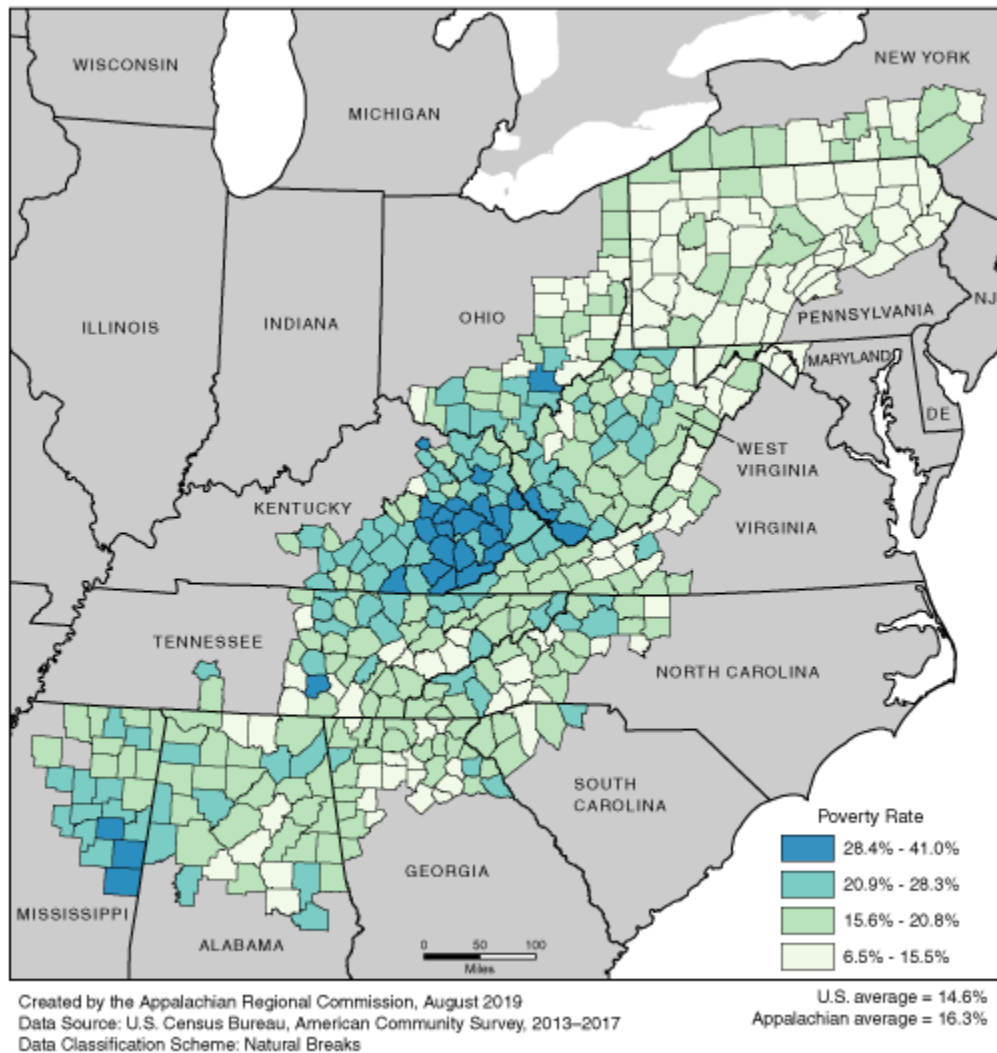 WISCONSIN
MICHIGAN
NEW YORK
ILLINOIS
INDIANA
OHIO
PENNSYLVANIA
NJ
MARYLAND
DE
WEST
VIRGINIA
KENTUCKY
VIRGINIA
TENNESSEE
NORTH CAROLINA
SOUTH
CAROLINA
GEORGIA
MISSISSIPPI
ALABAMA
Poverty Rate
28.4% - 41.0%
20.9% - 28.3%
15.6% - 20.8%
6.5% - 15.5%
0 50 100
Miles
Created by the Appalachian Regional Commission, August 2019
Data Source: U.S. Census Bureau, American Community Survey, 2013–2017
Data Classification Scheme: Natural Breaks
U.S. average = 14.6%
Appalachian average = 16.3%